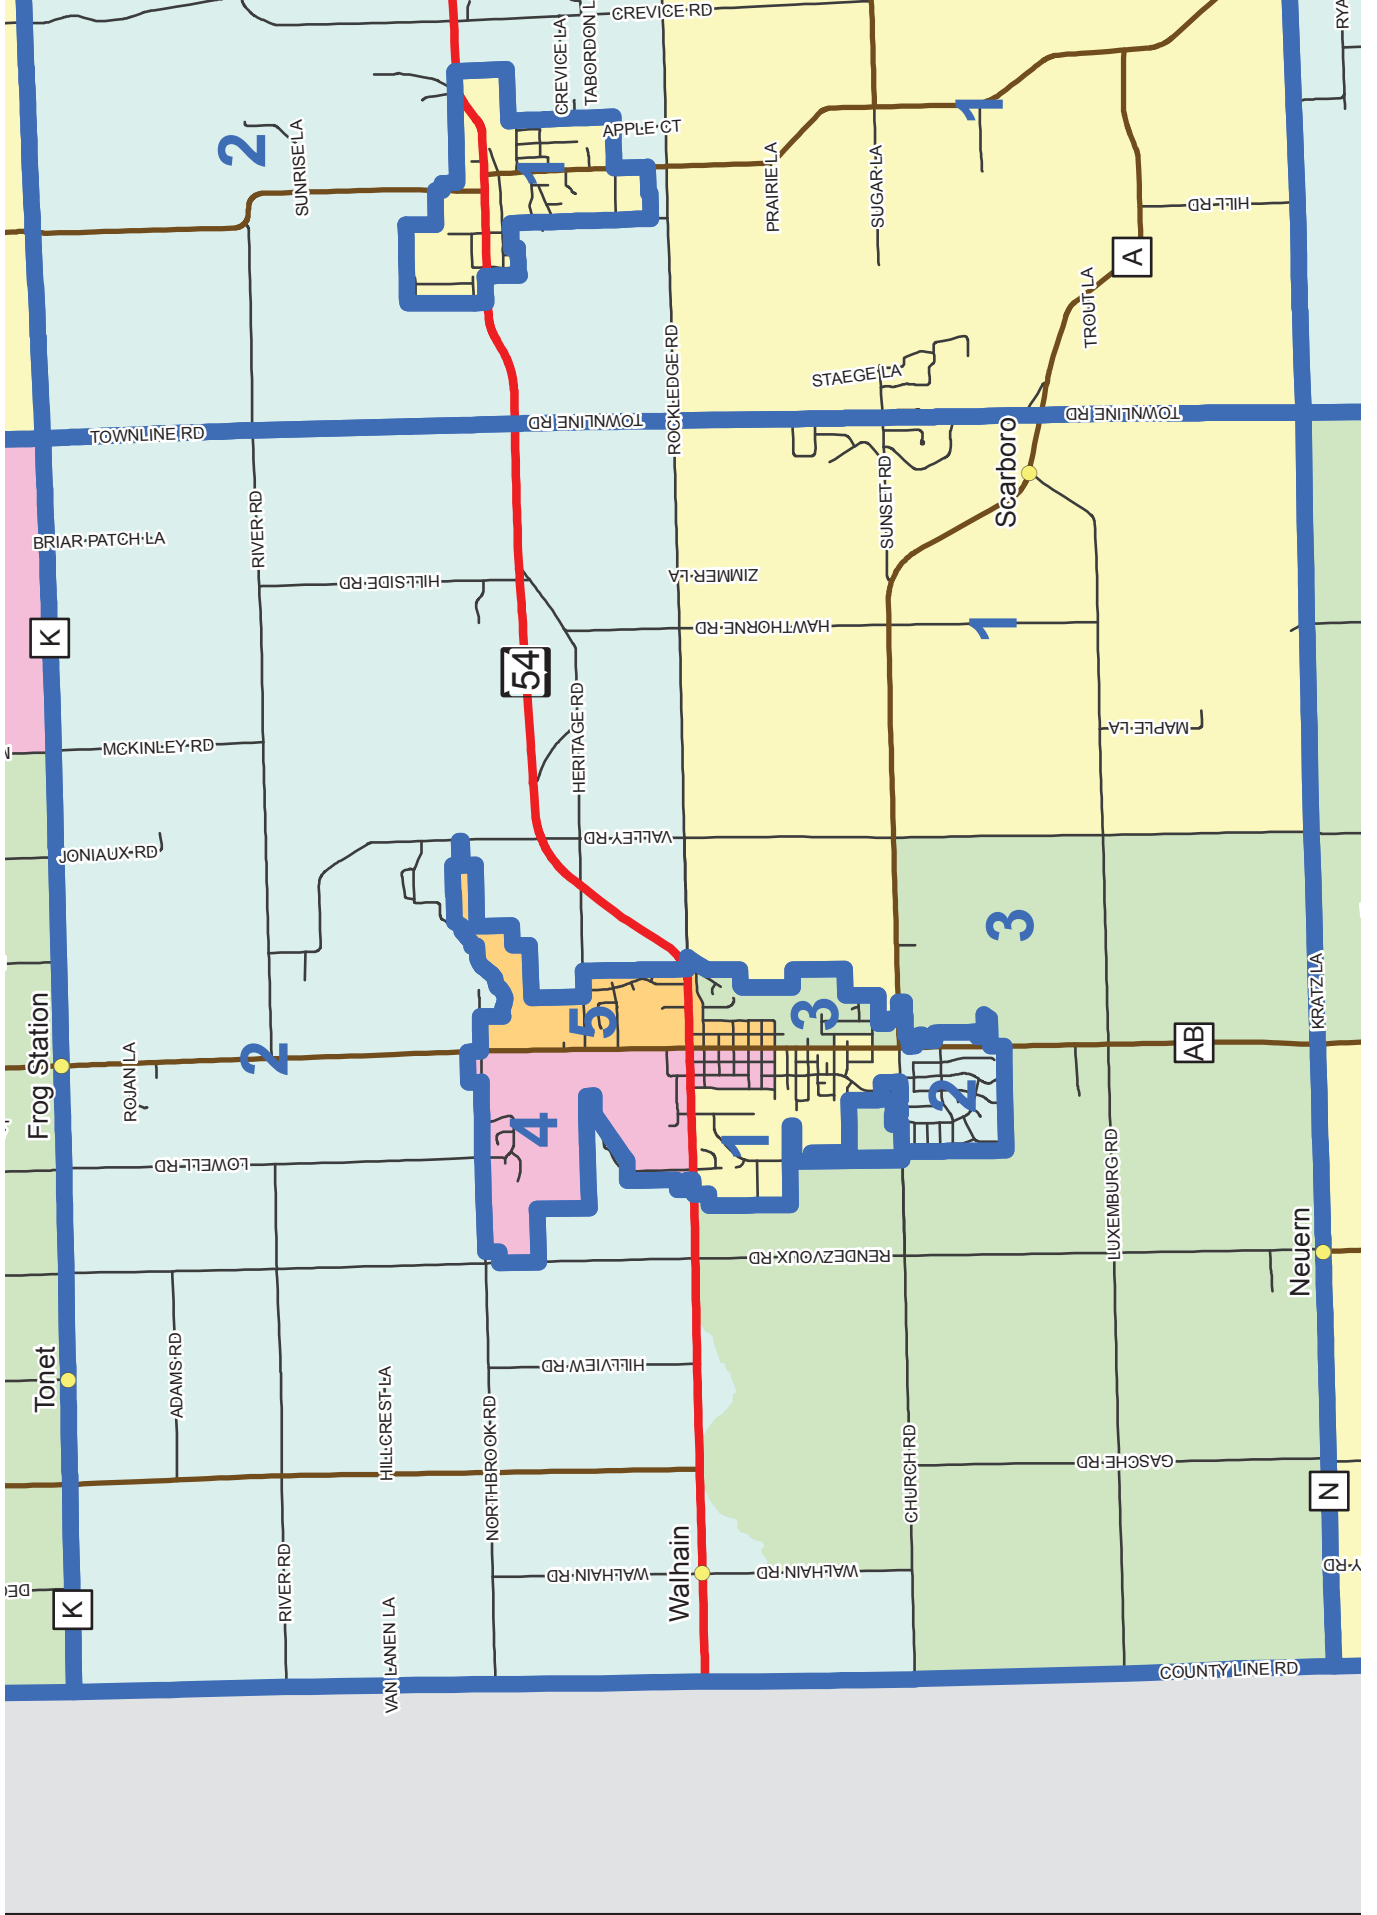 CREVICE RD
CREVICE LA
TABORDON L
RYA
2
SUNRISE LA
APPLE CT
1
1
PRAIRIE LA
SUGAR LA
HILL RD
A
TROUT LA
ROCKLEDGE RD
STAEGE LA
TOWNLINE RD
TOWNLINE RD
TOWNLINE RD
Scarboro
SUNSET RD
RIVER RD
BRIAR PATCH LA
HILLSIDE RD
ZIMMER LA
K
HAWTHORNE RD
1
54
HERITAGE RD
MCKINLEY RD
MAPLE LA
VALLEY RD
JONIAUX RD
3
KRATZ LA
Frog Station
5
3
2
AB
ROJAN LA
4
1
2
LOWELL RD
LUXEMBURG RD
RENDEZVOUX RD
Neuern
Tonet
ADAMS RD
HILLCREST LA
HILLVIEW RD
NORTHBROOK RD
CHURCH RD
GASCHE RD
N
Walhain
WALHAIN RD
WALHAIN RD
RIVER RD
K
DEC
Y RD
VAN LANEN LA
COUNTY LINE RD